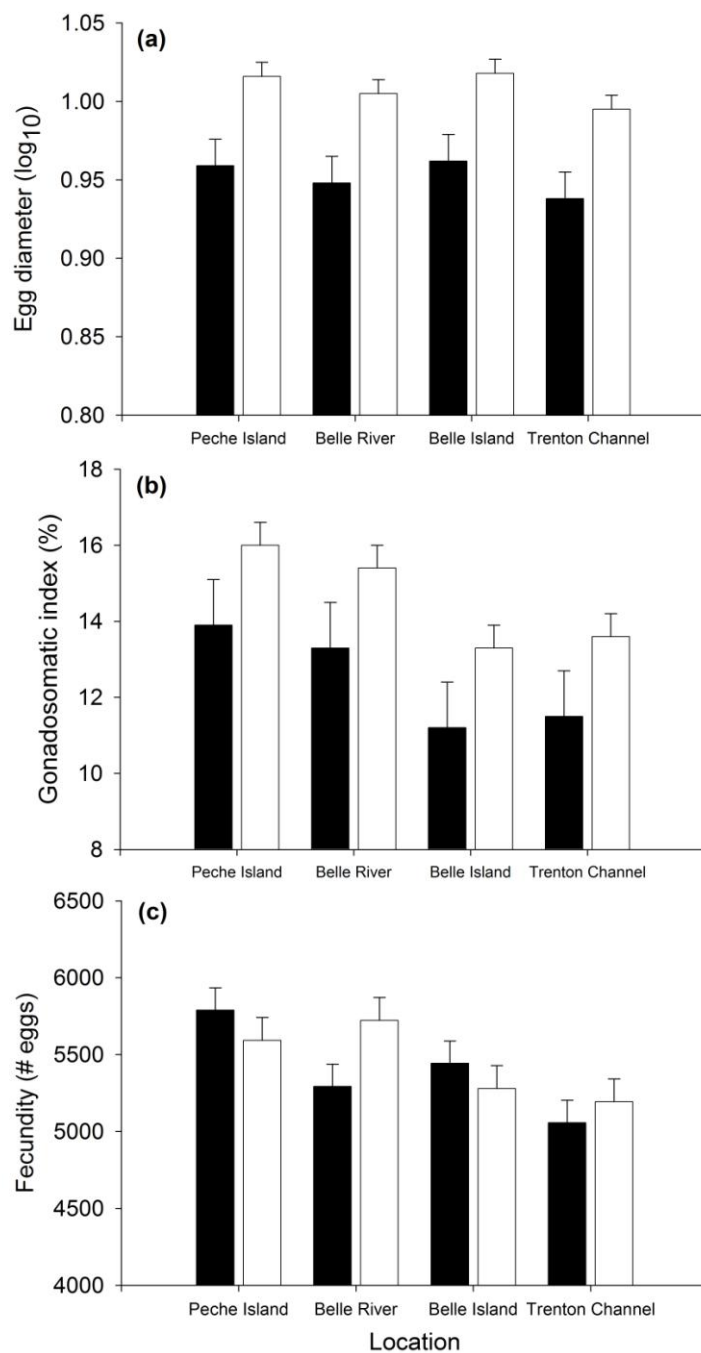 (a)
Egg diameter (log10)
1.05
1.00
0.95
0.90
0.85
0.80
Peche Island Belle River Belle Island Trenton Channel
(b)
Gonadosomatic index (%)
18
16
14
12
10
8
Peche Island Belle River Belle Island Trenton Channel
(c)
Fecundity (# eggs)
6500
6000
5500
5000
4500
4000
Peche Island Belle River Belle Island Trenton Channel
Location